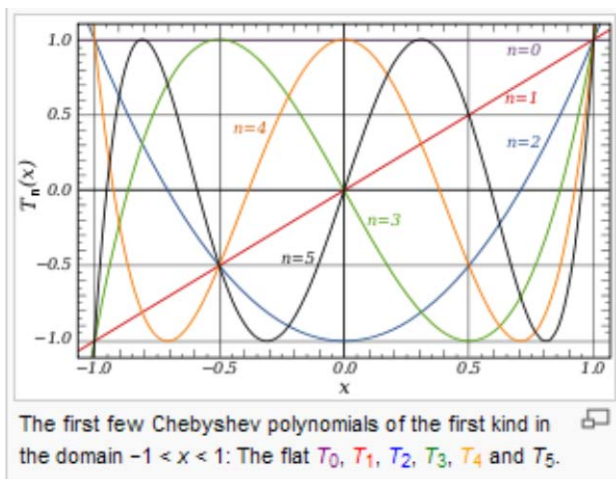 1.0
n=0
n=1
0.5
n=4
n=2
Tn(x)
0.0
n=3
n=5
−0.5
−1.0
−1.0 −0.5 0.0 0.5 1.0
x
The first few Chebyshev polynomials of the first kind in
the domain −1 < x < 1: The flat T0, T1, T2, T3, T4 and T5.